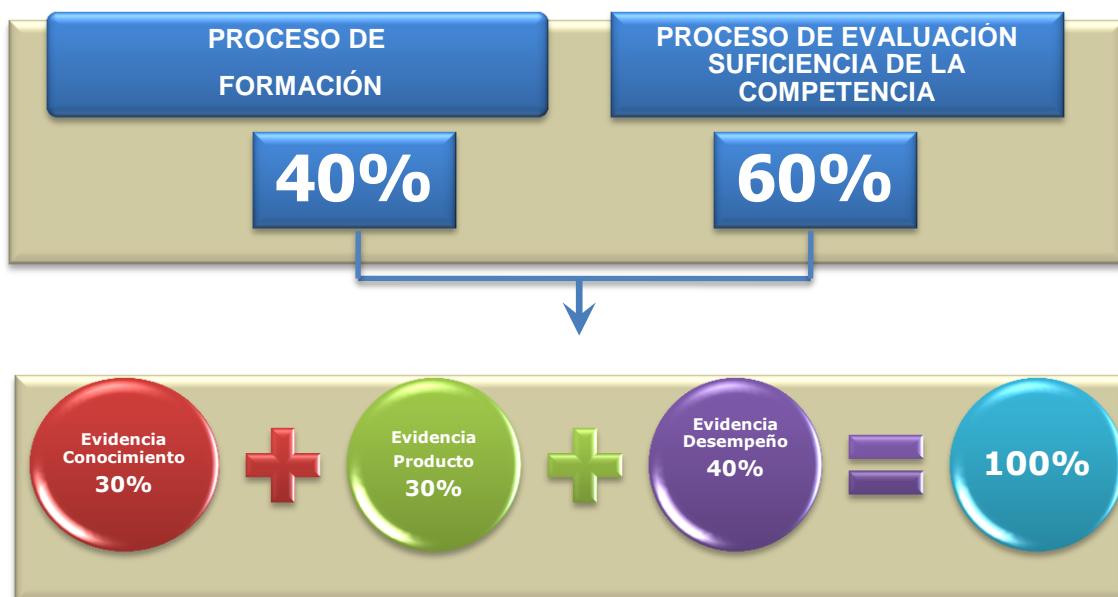 PROCESO DE
FORMACIÓN
PROCESO DE EVALUACIÓN
SUFICIENCIA DE LA
COMPETENCIA
40%
60%
Evidencia
Conocimiento
30%
Evidencia
Producto
30%
Evidencia
Desempeño
40%
100%